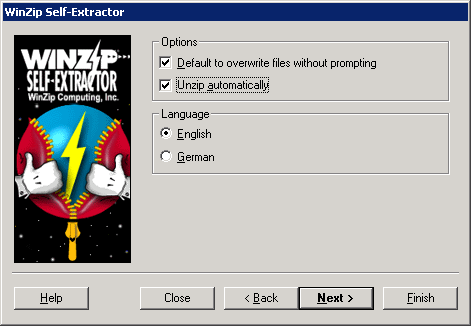 WinZip Self-Extractor
WINZIP
SELF-EXTRACTOR
WinZip Computing, Inc.
Options
Default to overwrite files without prompting
Unzip automatically
Language
English
German
Help
Close
< Back
Next >
Finish